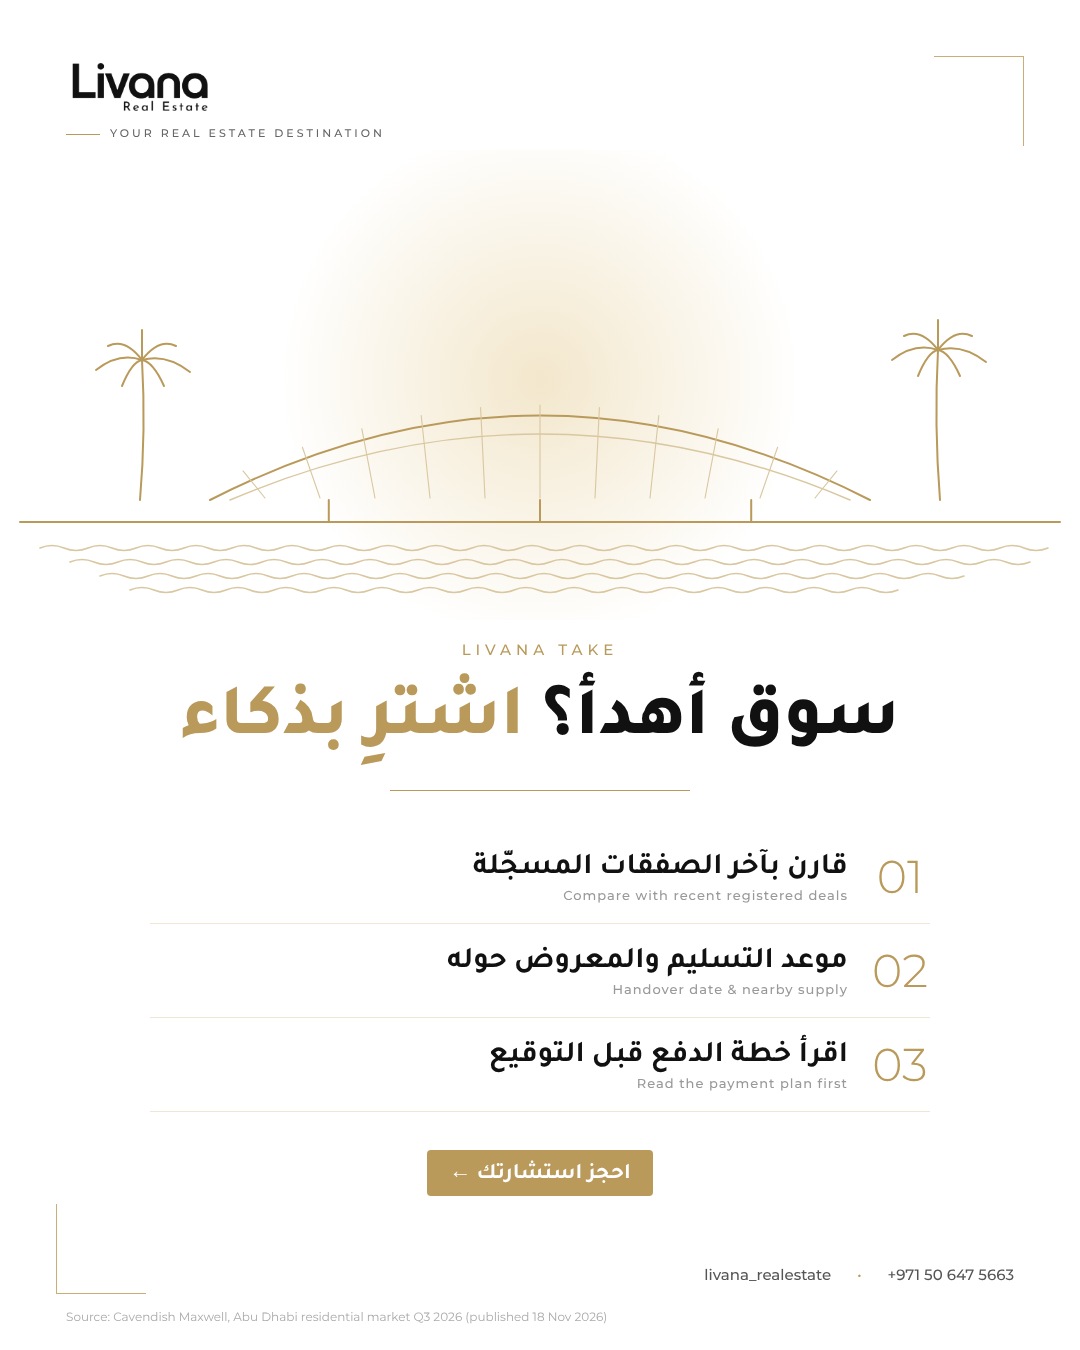 Livana
Real Estate
YOUR REAL ESTATE DESTINATION
LIVANA TAKE
سوق أهدأ؟ اشترِ بذكاء
01
قارن بآخر الصفقات المسجّلة
Compare with recent registered deals
02
موعد التسليم والمعروض حوله
Handover date & nearby supply
03
اقرأ خطة الدفع قبل التوقيع
Read the payment plan first
احجز استشارتك ←
livana_realestate · +971 50 647 5663
Source: Cavendish Maxwell, Abu Dhabi residential market Q3 2026 (published 18 Nov 2026)